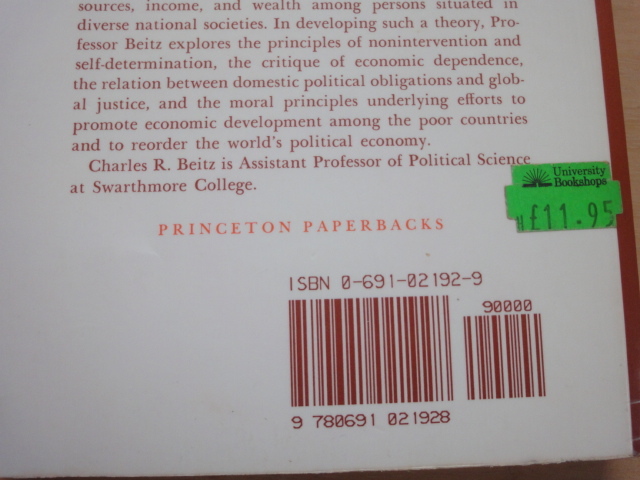 sources, income, and wealth among persons situated in
diverse national societies. In developing such a theory, Pro-
fessor Beitz explores the principles of nonintervention and
self-determination, the critique of economic dependence,
the relation between domestic political obligations and glob-
al justice, and the moral principles underlying efforts to
promote economic development among the poor countries
and to reorder the world's political economy.
Charles R. Beitz is Assistant Professor of Political Science
at Swarthmore College.
University
Bookshops
£11.95
PRINCETON PAPERBACKS
ISBN 0-691-02192-9
90000
9 780691 021928